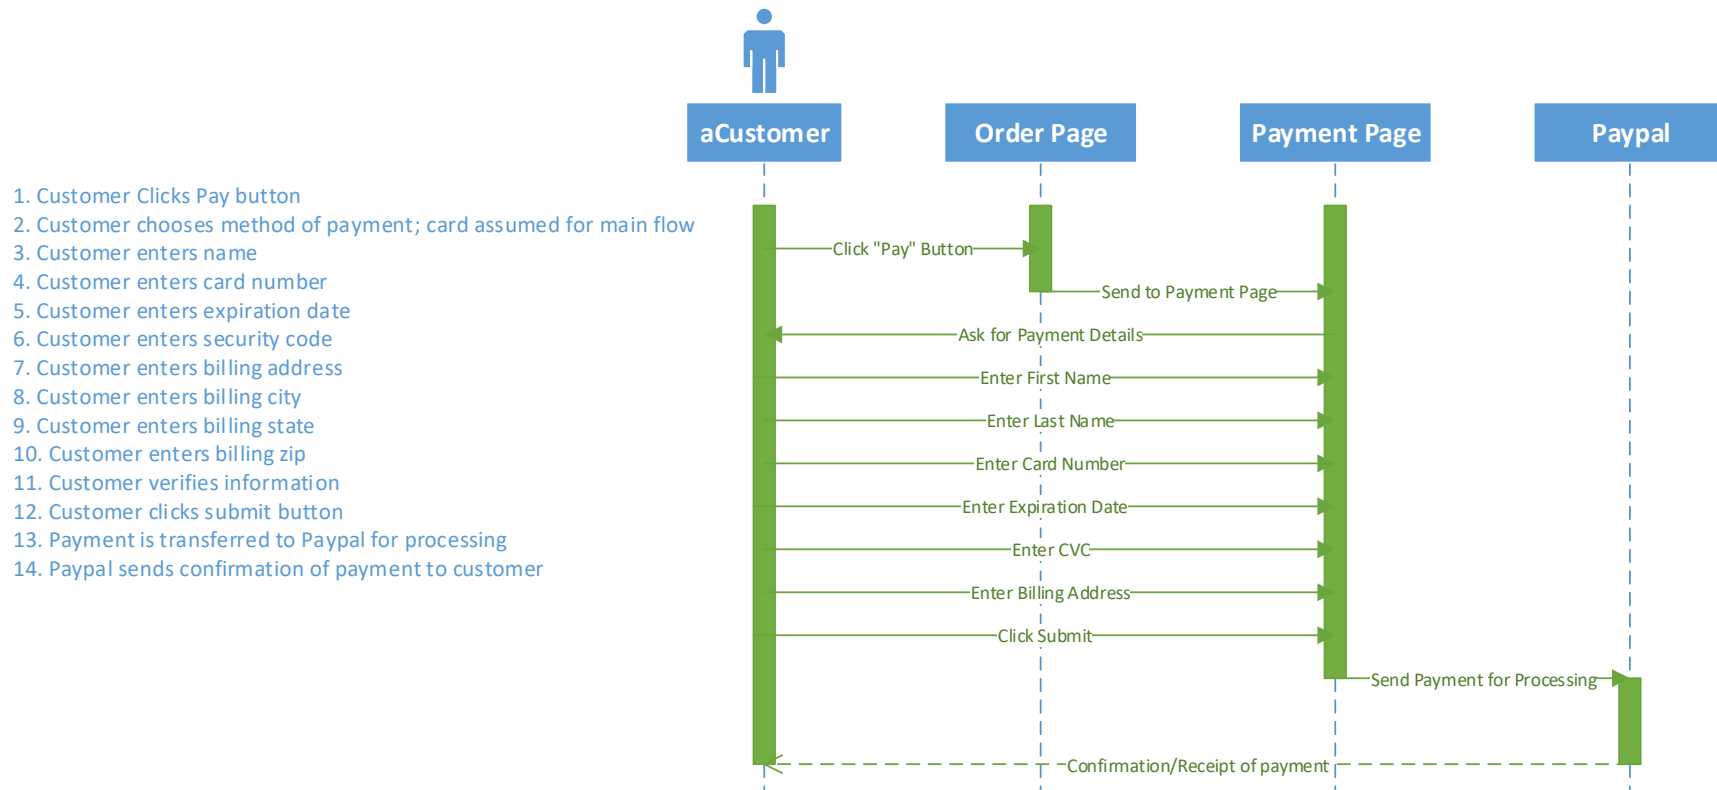 aCustomer
Order Page
Payment Page
Paypal
1. Customer Clicks Pay button
2. Customer chooses method of payment; card assumed for main flow
3. Customer enters name
4. Customer enters card number
5. Customer enters expiration date
6. Customer enters security code
7. Customer enters billing address
8. Customer enters billing city
9. Customer enters billing state
10. Customer enters billing zip
11. Customer verifies information
12. Customer clicks submit button
13. Payment is transferred to Paypal for processing
14. Paypal sends confirmation of payment to customer
Click "Pay" Button
Send to Payment Page
Ask for Payment Details
Enter First Name
Enter Last Name
Enter Card Number
Enter Expiration Date
Enter CVC
Enter Billing Address
Click Submit
Send Payment for Processing
Confirmation/Receipt of payment